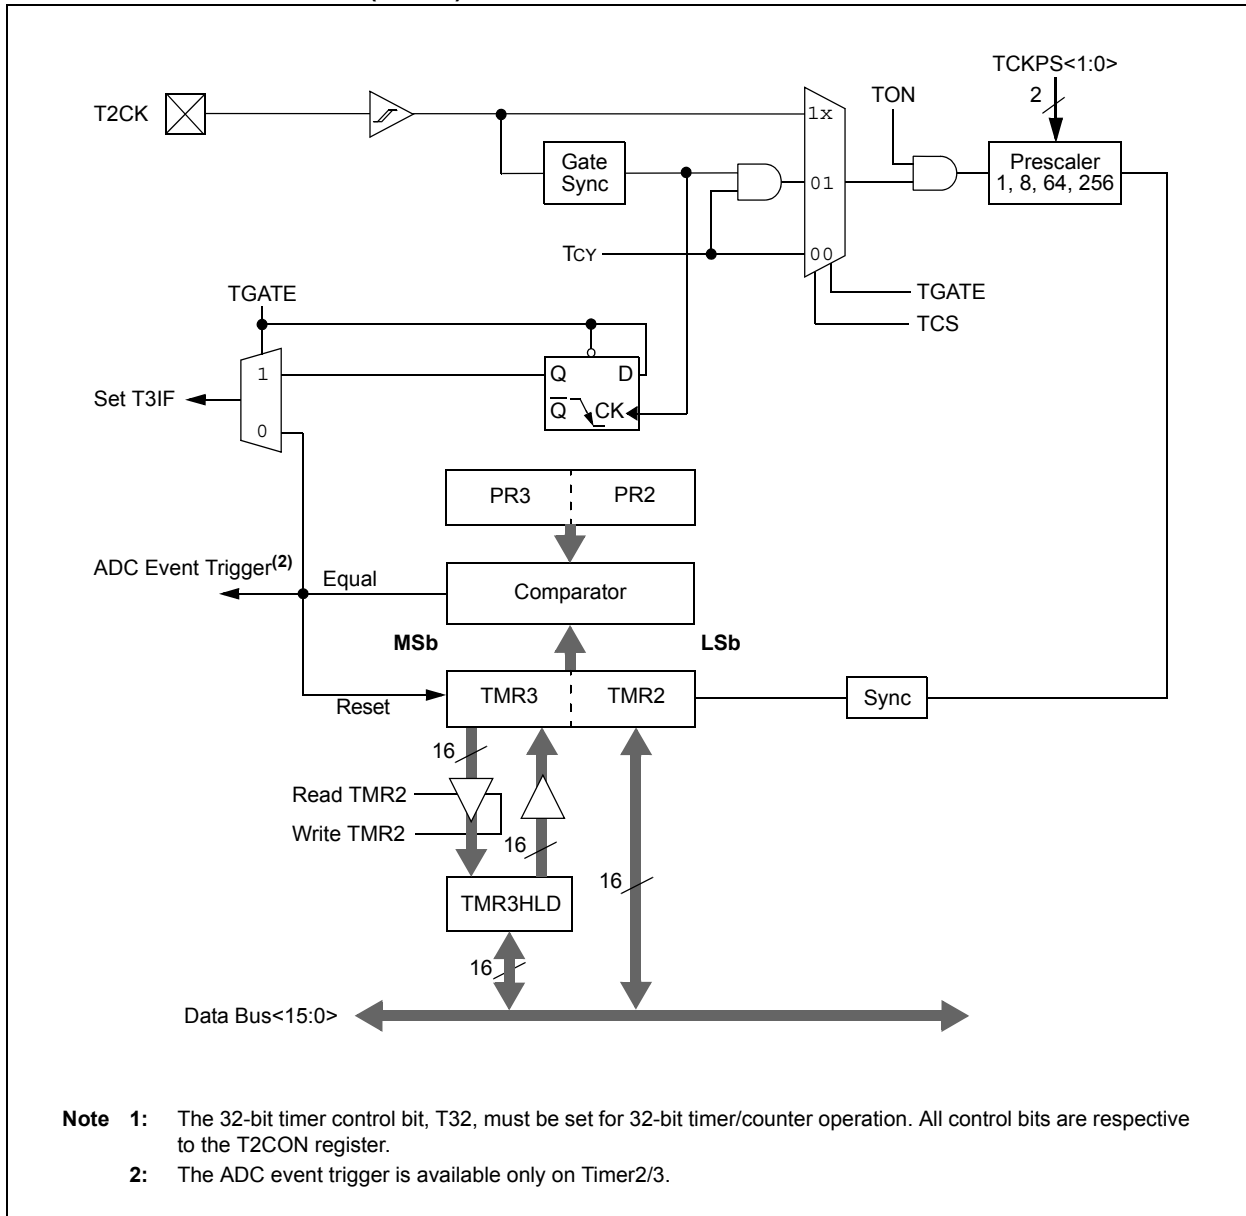 TCKPS<1:0>
2
TON
T2CK
1x
Gate
Sync
Prescaler
1, 8, 64, 256
01
TCY
00
TGATE
TCS
TGATE
1
Q
D
Set T3IF
Q
CK
0
PR3
PR2
ADC Event Trigger(2)
Equal
Comparator
MSb
LSb
TMR3
TMR2
Sync
Reset
16
Read TMR2
Write TMR2
16
16
TMR3HLD
16
Data Bus<15:0>
Note 1: The 32-bit timer control bit, T32, must be set for 32-bit timer/counter operation. All control bits are respective
to the T2CON register.
2: The ADC event trigger is available only on Timer2/3.